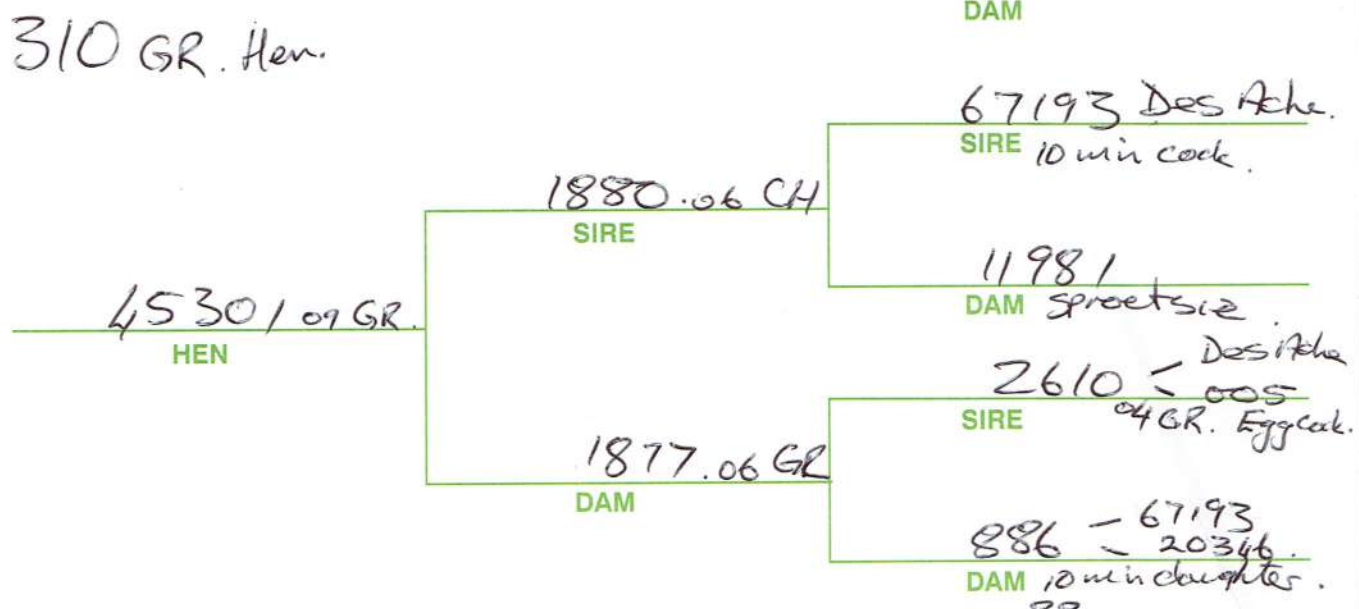 DAM
310 GR. Hen.
67193 Des Ache.
SIRE 10 min cock.
1880.06 CH
SIRE
11981
DAM Sproetsie
4530/09 GR.
HEN
Des Ache
2610 005
SIRE 04 GR. Egg cock.
1877.06 GR
DAM
67193
886 20346.
DAM 10 min daughter.